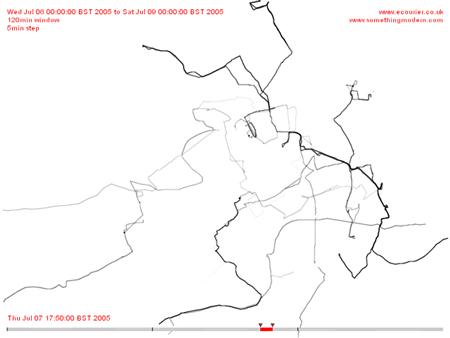 Wed Jul 06 00:00:00 BST 2005 to Sat Jul 09 00:00:00 BST 2005
120min window
5min step
www.ecourier.co.uk
www.somethingmodern.com
Thu Jul 07 17:50:00 BST 2005